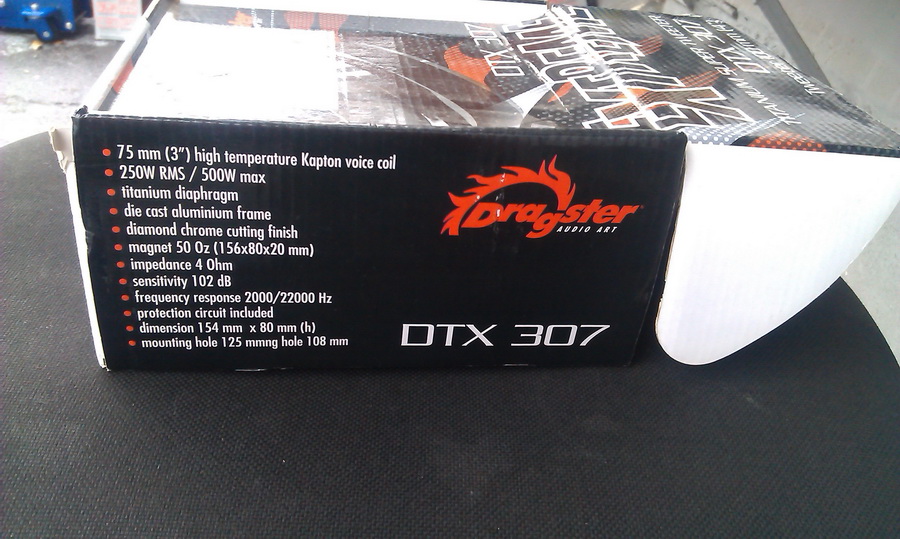 • 75 mm (3") high temperature Kapton voice coil
• 250W RMS / 500W max
• titanium diaphragm
• die cast aluminium frame
• diamond chrome cutting finish
• magnet 50 Oz (156x80x20 mm)
• impedance 4 Ohm
• sensitivity 102 dB
• frequency response 2000/22000 Hz
• protection circuit included
• dimension 154 mm x 80 mm (h)
• mounting hole 125 mmng hole 108 mm
Dragster
AUDIO ART
DTX 307